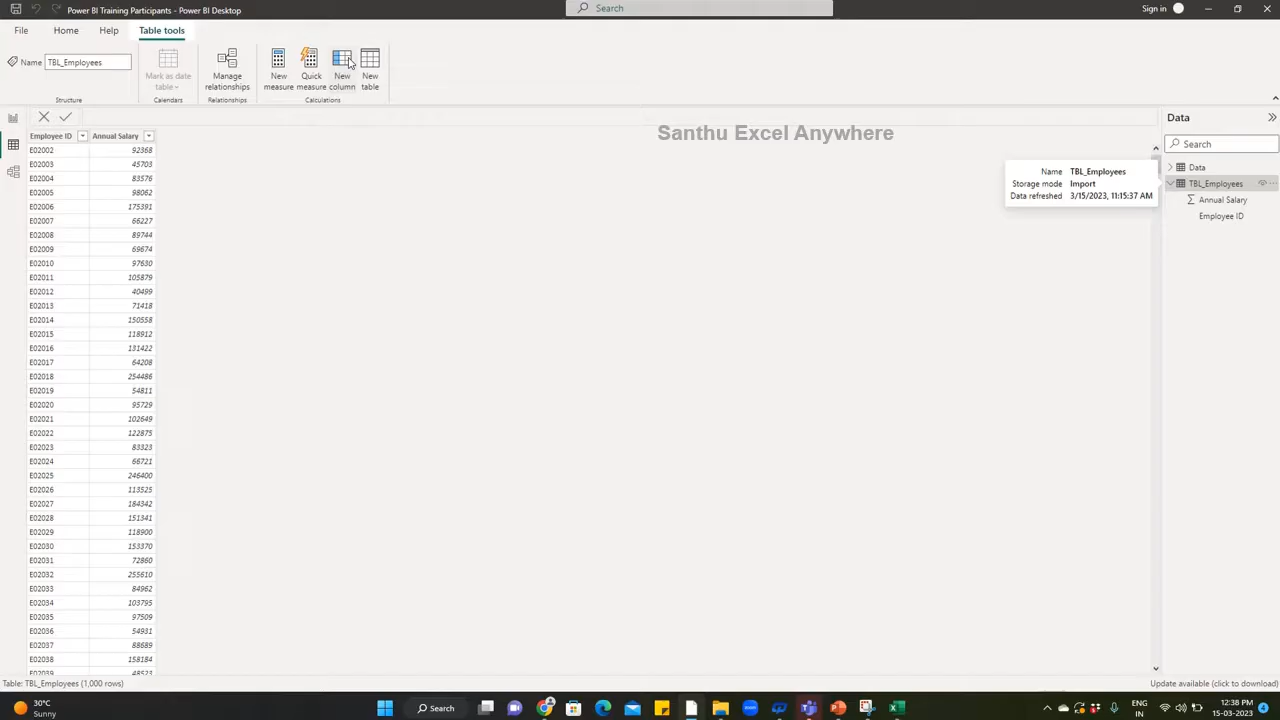 Power BI Training Participants - Power BI Desktop
Search
Sign in
File
Home
Help
Table tools
Name
TBL_Employees
Mark as date
table
New
measure
Quick
measure
New
column
New
table
Manage
relationships
Structure
Calendars
Relationships
Calculations
Santhu Excel Anywhere
Employee ID Annual Salary
E02002 92368
E02003 45703
E02004 83576
E02005 98062
E02006 175391
E02007 66227
E02008 89744
E02009 69674
E02010 97630
E02011 105879
E02012 40499
E02013 71418
E02014 150558
E02015 118912
E02016 131422
E02017 64208
E02018 254486
E02019 54811
E02020 95729
E02021 102649
E02022 122875
E02023 83323
E02024 66721
E02025 246400
E02026 113525
E02027 184342
E02028 151341
E02029 118900
E02030 153370
E02031 72860
E02032 255610
E02033 84962
E02034 103795
E02035 97509
E02036 54931
E02037 88689
E02038 158184
E02039 48523
Name TBL_Employees
Storage mode Import
Data refreshed 3/15/2023, 11:15:37 AM
Data
Search
Data
TBL_Employees
Annual Salary
Employee ID
Table: TBL_Employees (1,000 rows)
Update available (click to download)
30°C
Sunny
Search
ENG
IN
12:38 PM
15-03-2023